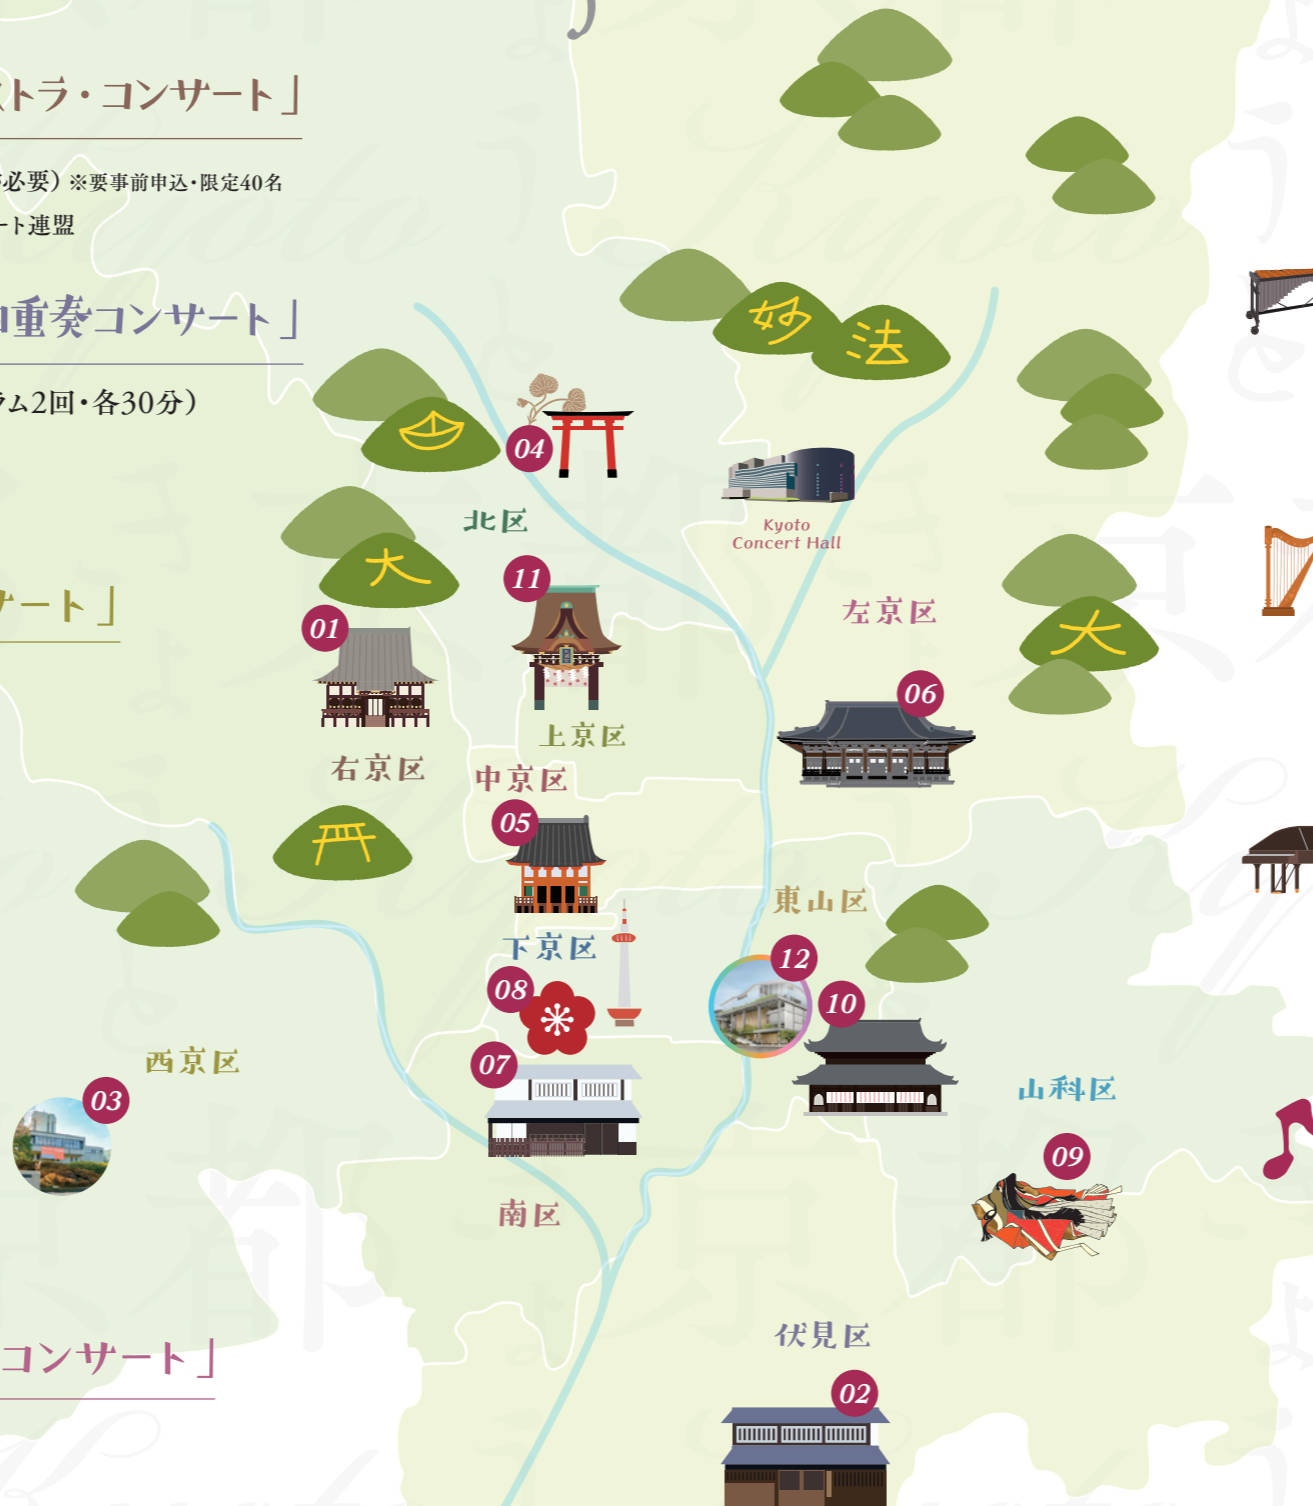 ストラ・コンサート」
必要）※要事前申込・限定40名
ート連盟
重奏コンサート」
ラム2回・各30分）
妙
法
04
北区
Kyoto
Concert Hall
大
11
01
左京区
大
06
上京区
右京区
中京区
05
東山区
下京区
12
08
10
西京区
07
山科区
03
09
南区
サート」
伏見区
コンサート」
02